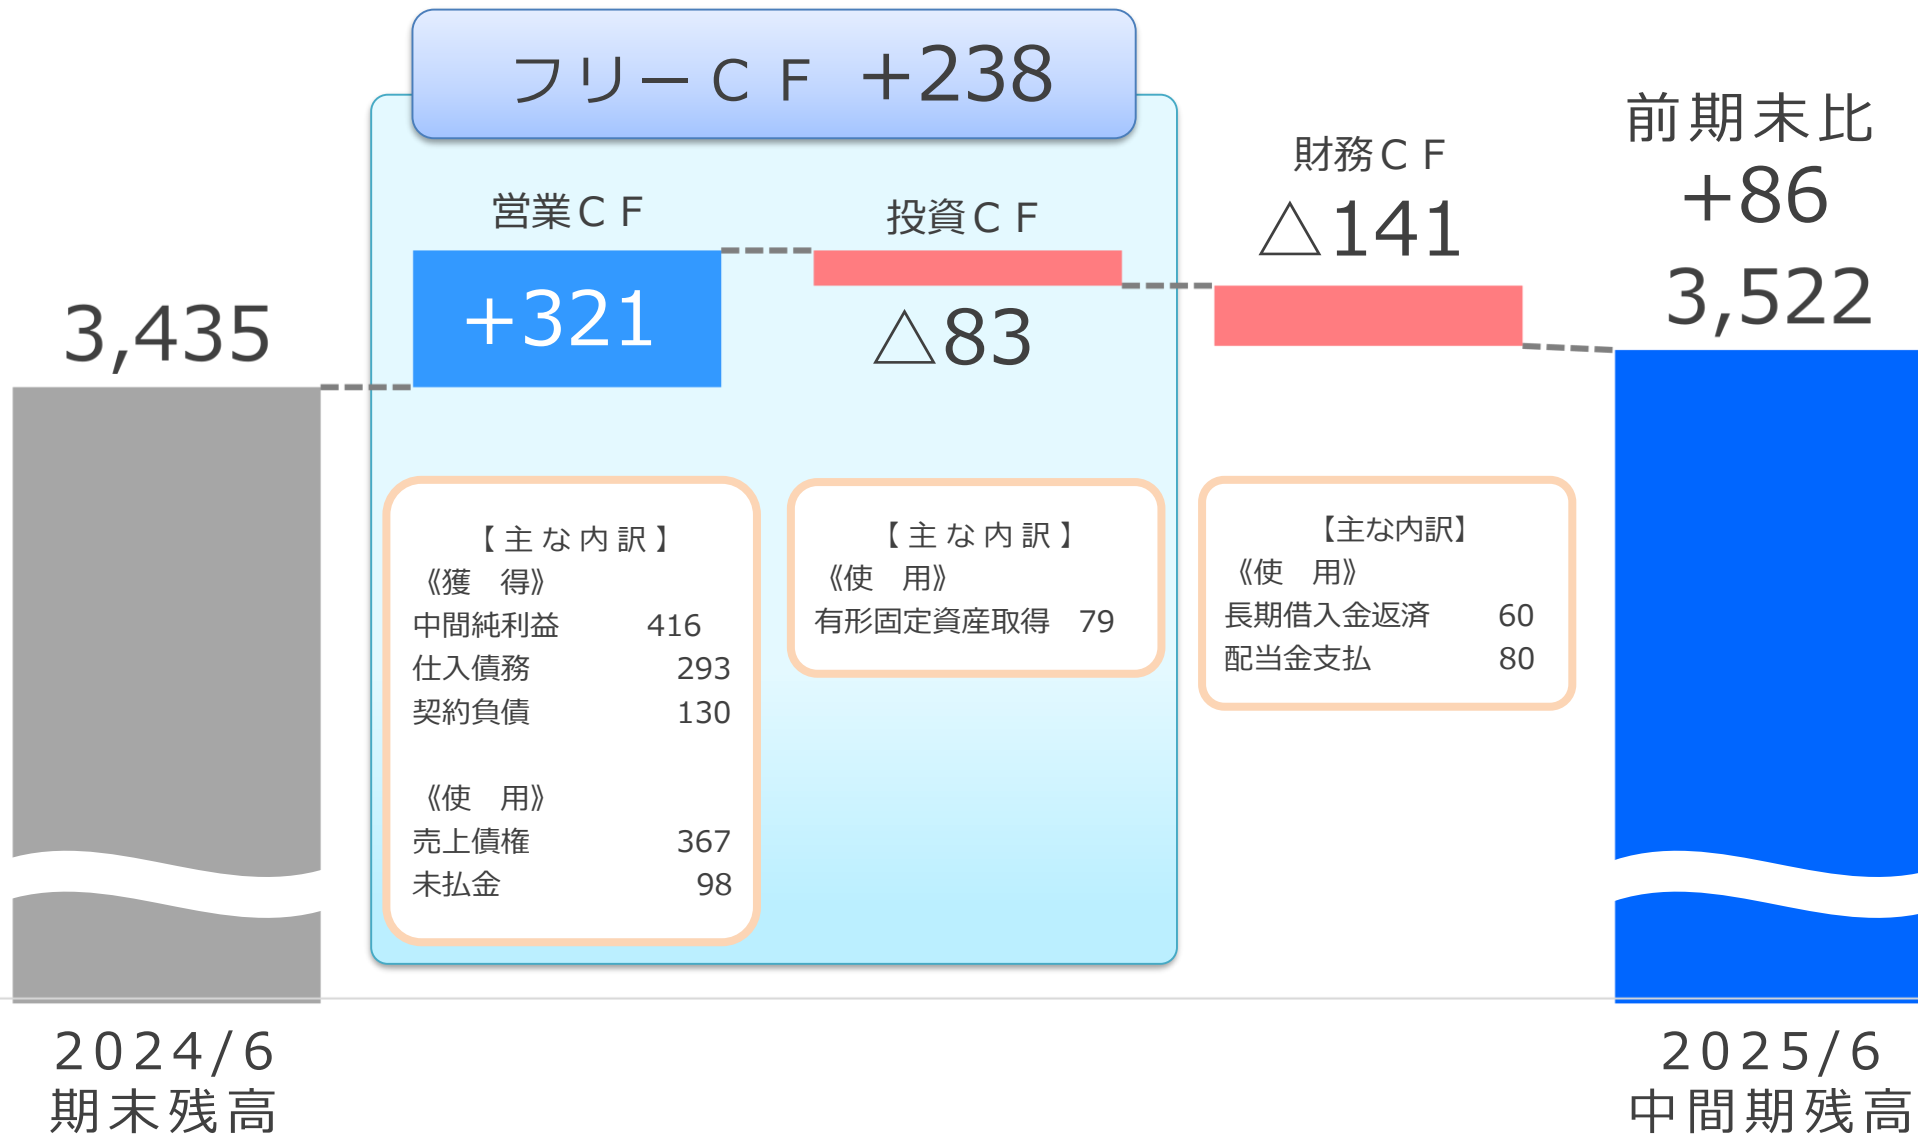 フリーＣＦ +238
営業ＣＦ
+321
投資ＣＦ
△83
財務ＣＦ
△141
前期末比
+86
3,522
3,435
【主な内訳】
《獲　得》
中間純利益 416
仕入債務 293
契約負債 130
《使　用》
売上債権 367
未払金 98
【主な内訳】
《使　用》
有形固定資産取得 79
【主な内訳】
《使　用》
長期借入金返済 60
配当金支払 80
2024/6
期末残高
2025/6
中間期残高